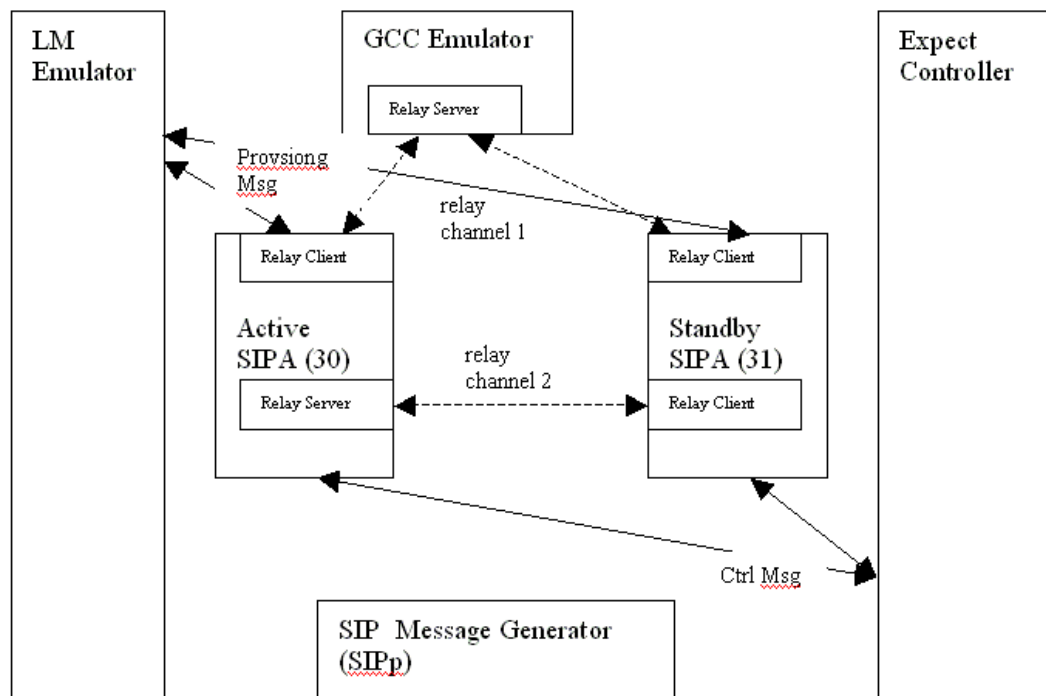 LM
Emulator
GCC Emulator
Relay Server
Expect
Controller
Provsiong
Msg
relay
channel 1
Relay Client
Active
SIPA (30)
Relay Server
relay
channel 2
Relay Client
Standby
SIPA (31)
Relay Client
Ctrl Msg
SIP  Message Generator
(SIPp)